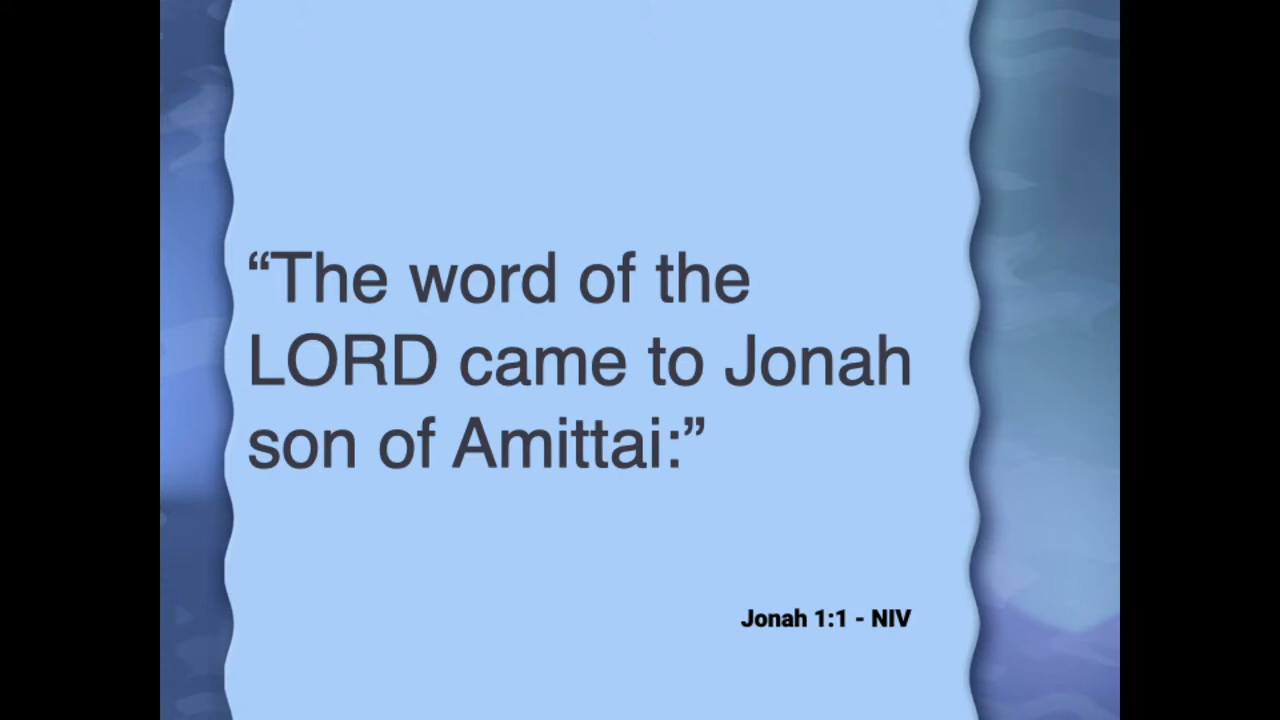 “The word of the
LORD came to Jonah
son of Amittai:”
Jonah 1:1 - NIV